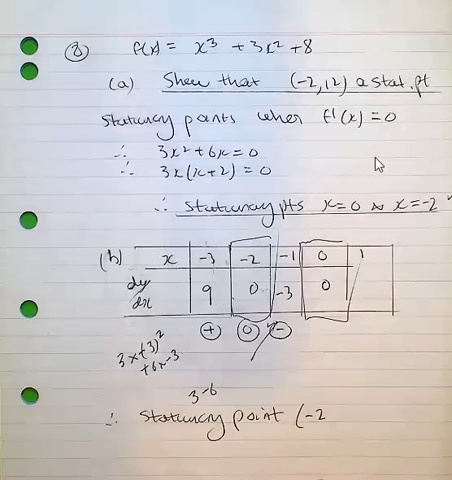 ⑧ f(x) = x³ + 3x² + 8
(a) Show that (-2, 12) a stat. pt
Stationary points when f'(x) = 0
∴ 3x² + 6x = 0
∴ 3x(x+2) = 0
∴ Stationary pts x=0 x=-2
(b) x -3 -2 -1 0 1
dy/dx 9 0 -3 0
+ 0 -
3x(-3)²
+6x-3
3-6
∴ Stationary point (-2